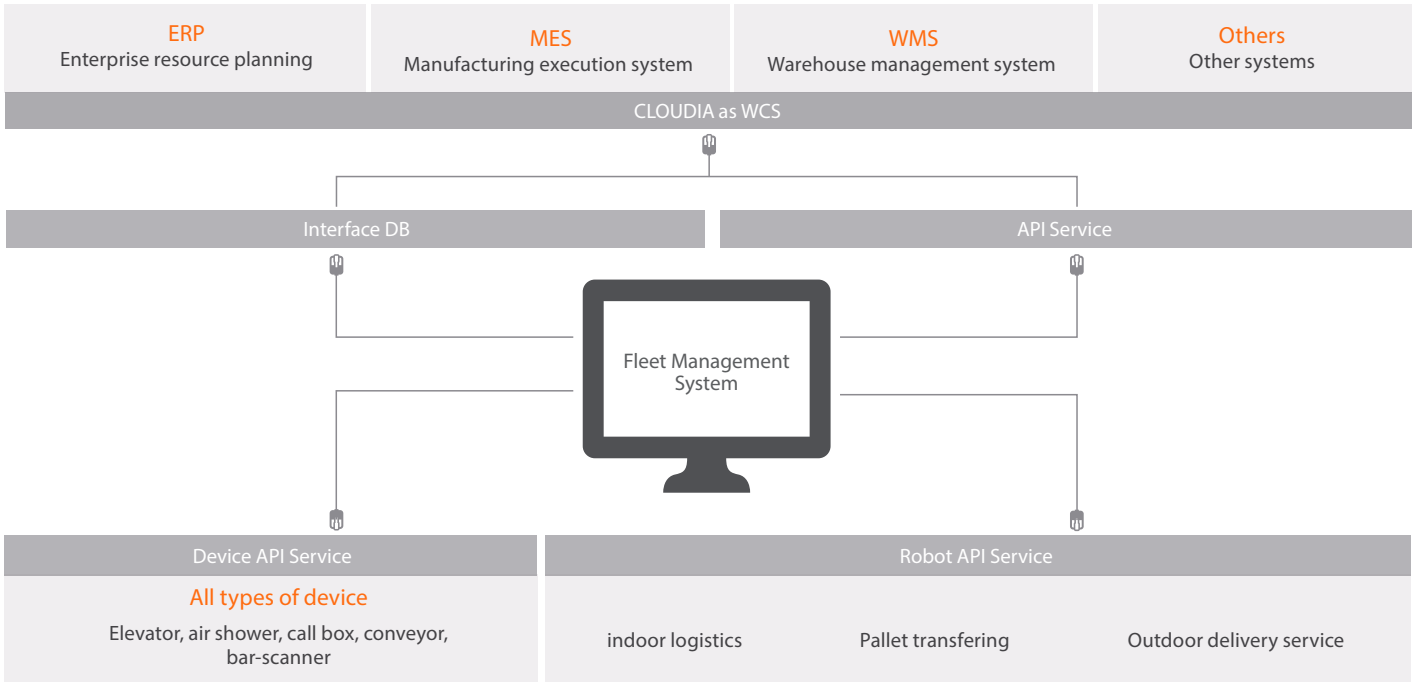 ERP
Enterprise resource planning
MES
Manufacturing execution system
WMS
Warehouse management system
Others
Other systems
CLOUDIA as WCS
Interface DB
API Service
Fleet Management
System
Device API Service
Robot API Service
All types of device
Elevator, air shower, call box, conveyor,
bar-scanner
indoor logistics
Pallet transfering
Outdoor delivery service